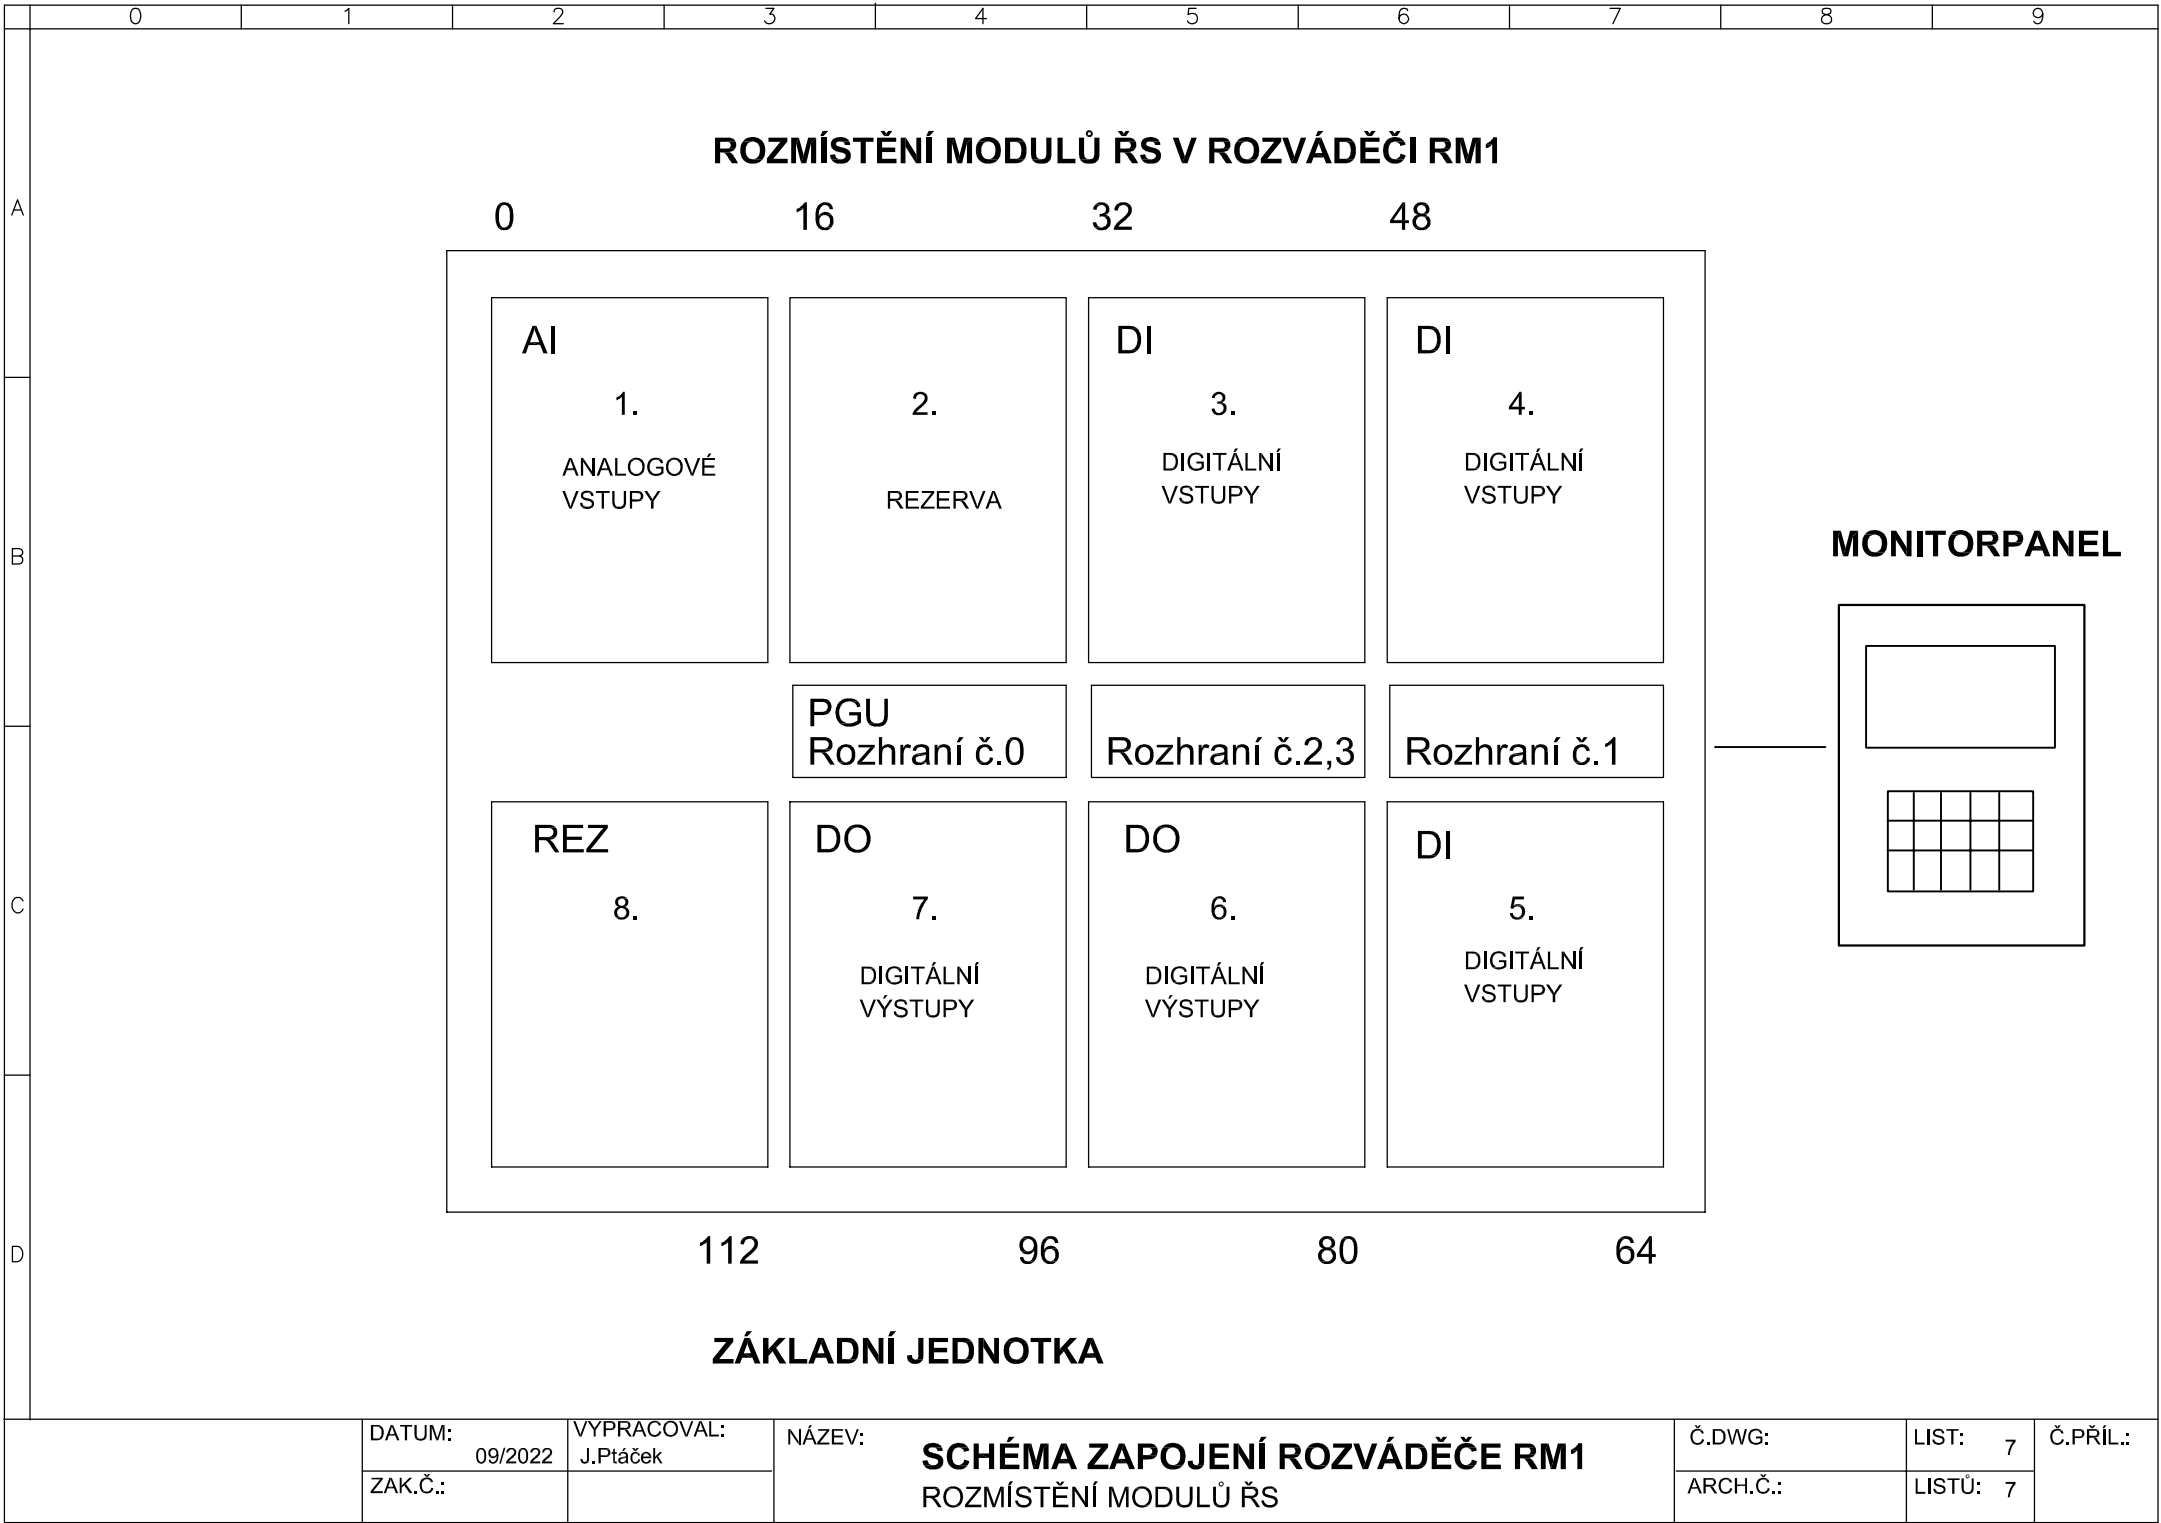 0 1 2 3 4 5 6 7 8 9
A
B
C
D
ROZMÍSTĚNÍ MODULŮ ŘS V ROZVÁDĚČI RM1
0 16 32 48
AI
1.
ANALOGOVÉ
VSTUPY
2.
REZERVA
DI
3.
DIGITÁLNÍ
VSTUPY
DI
4.
DIGITÁLNÍ
VSTUPY
MONITORPANEL
PGU
Rozhraní č.0
Rozhraní č.2,3
Rozhraní č.1
REZ
8.
DO
7.
DIGITÁLNÍ
VÝSTUPY
DO
6.
DIGITÁLNÍ
VÝSTUPY
DI
5.
DIGITÁLNÍ
VSTUPY
112 96 80 64
ZÁKLADNÍ JEDNOTKA
DATUM:
09/2022
ZAK.Č.:
VYPRACOVAL:
J.Ptáček
NÁZEV:
SCHÉMA ZAPOJENÍ ROZVÁDĚČE RM1
ROZMÍSTĚNÍ MODULŮ ŘS
Č.DWG:
ARCH.Č.:
LIST: 7
LISTŮ: 7
Č.PŘÍL.: